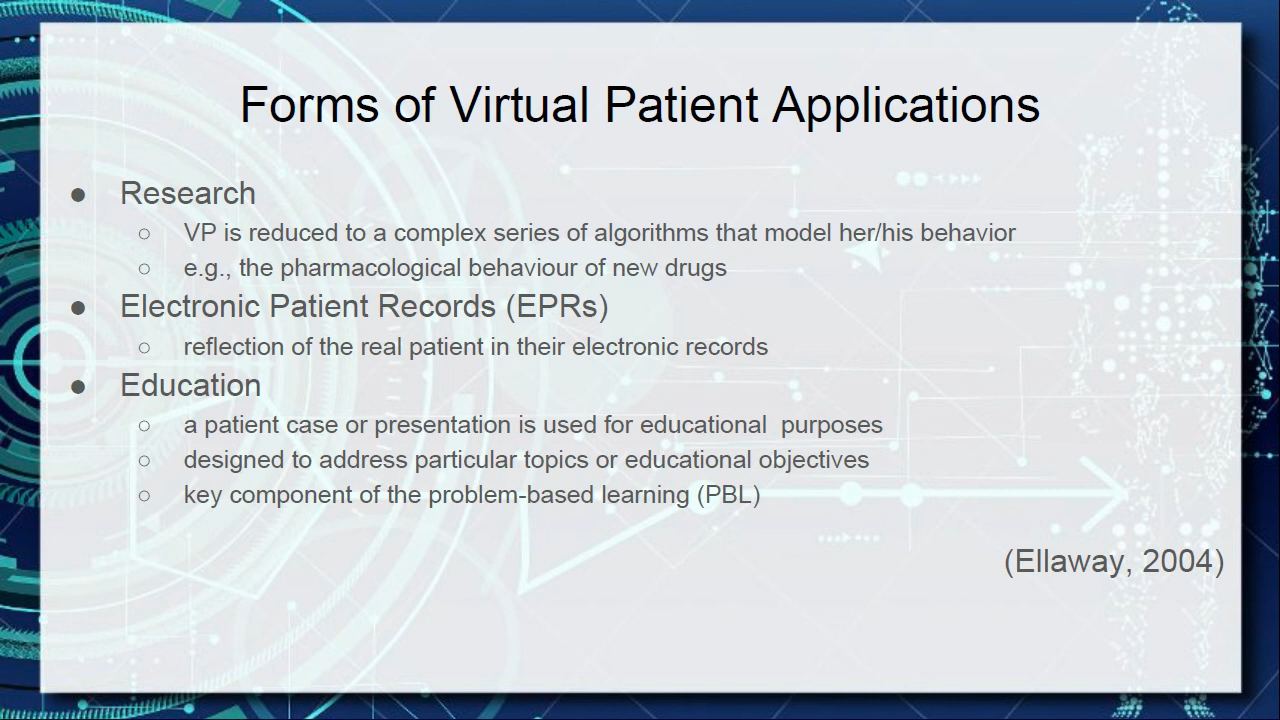 Forms of Virtual Patient Applications
● Research
○ VP is reduced to a complex series of algorithms that model her/his behavior
○ e.g., the pharmacological behaviour of new drugs
● Electronic Patient Records (EPRs)
○ reflection of the real patient in their electronic records
● Education
○ a patient case or presentation is used for educational  purposes
○ designed to address particular topics or educational objectives
○ key component of the problem-based learning (PBL)
(Ellaway, 2004)